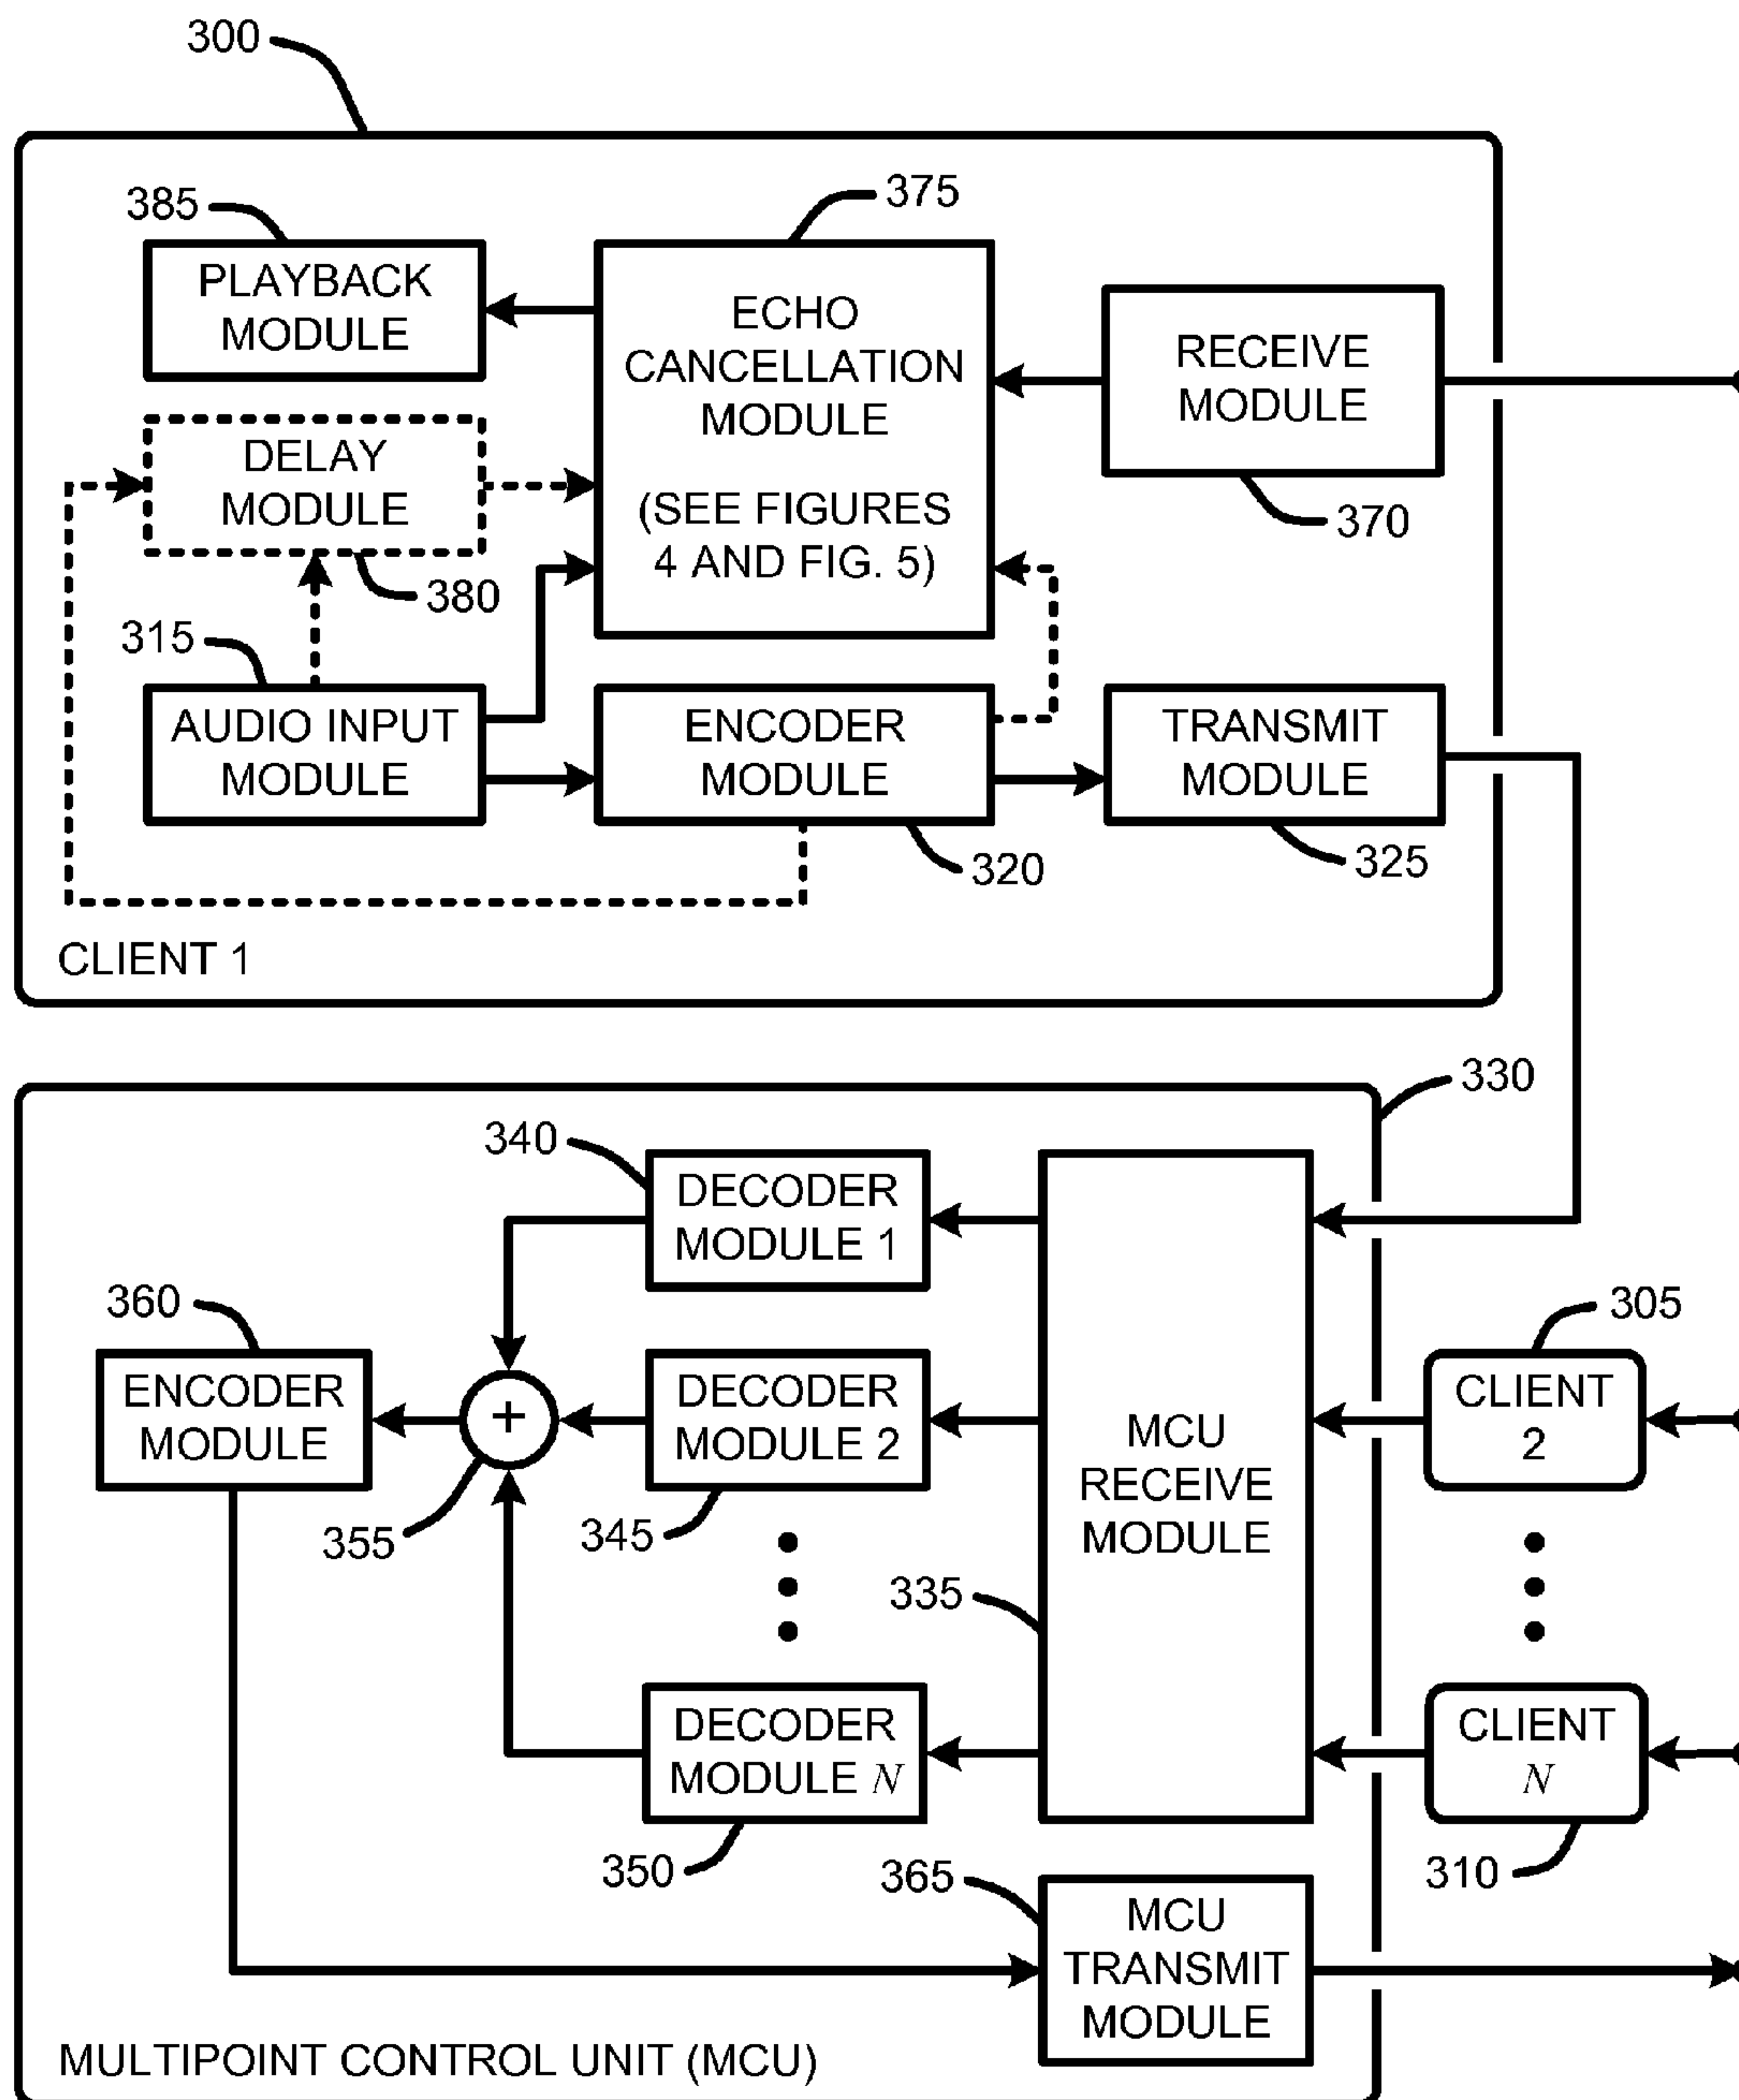 300
385
375
PLAYBACK
MODULE
ECHO
CANCELLATION
MODULE
(SEE FIGURES
4 AND FIG. 5)
RECEIVE
MODULE
370
DELAY
MODULE
380
315
AUDIO INPUT
MODULE
ENCODER
MODULE
TRANSMIT
MODULE
320
325
CLIENT 1
330
340
DECODER
MODULE 1
360
305
ENCODER
MODULE
+
DECODER
MODULE 2
MCU
RECEIVE
MODULE
CLIENT
2
355
345
335
DECODER
MODULE N
CLIENT
N
350
365
310
MCU
TRANSMIT
MODULE
MULTIPOINT CONTROL UNIT (MCU)